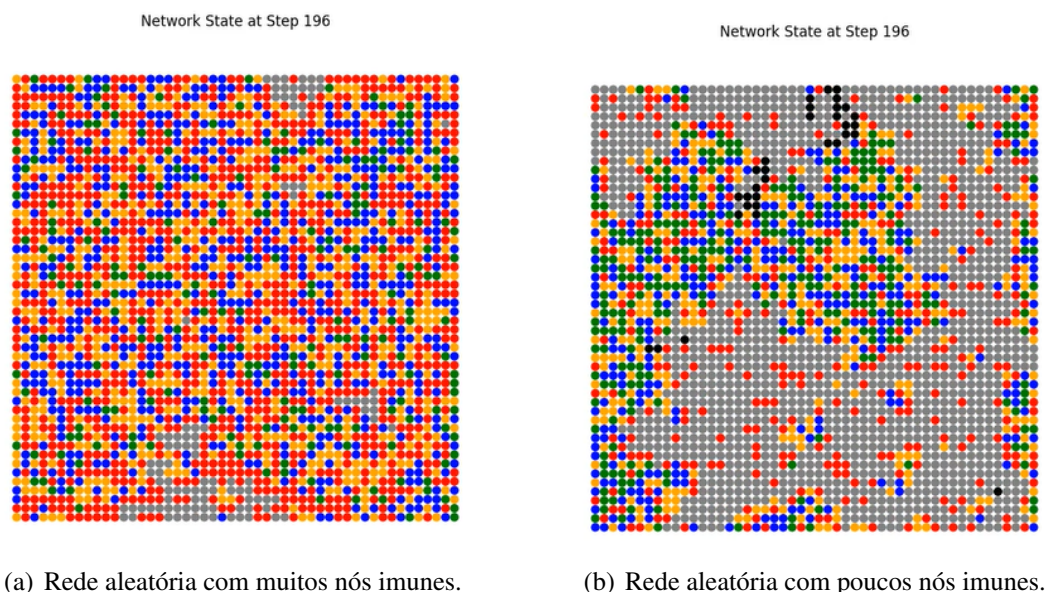 Network State at Step 196
Network State at Step 196
(a) Rede aleatória com muitos nós imunes.
(b) Rede aleatória com poucos nós imunes.